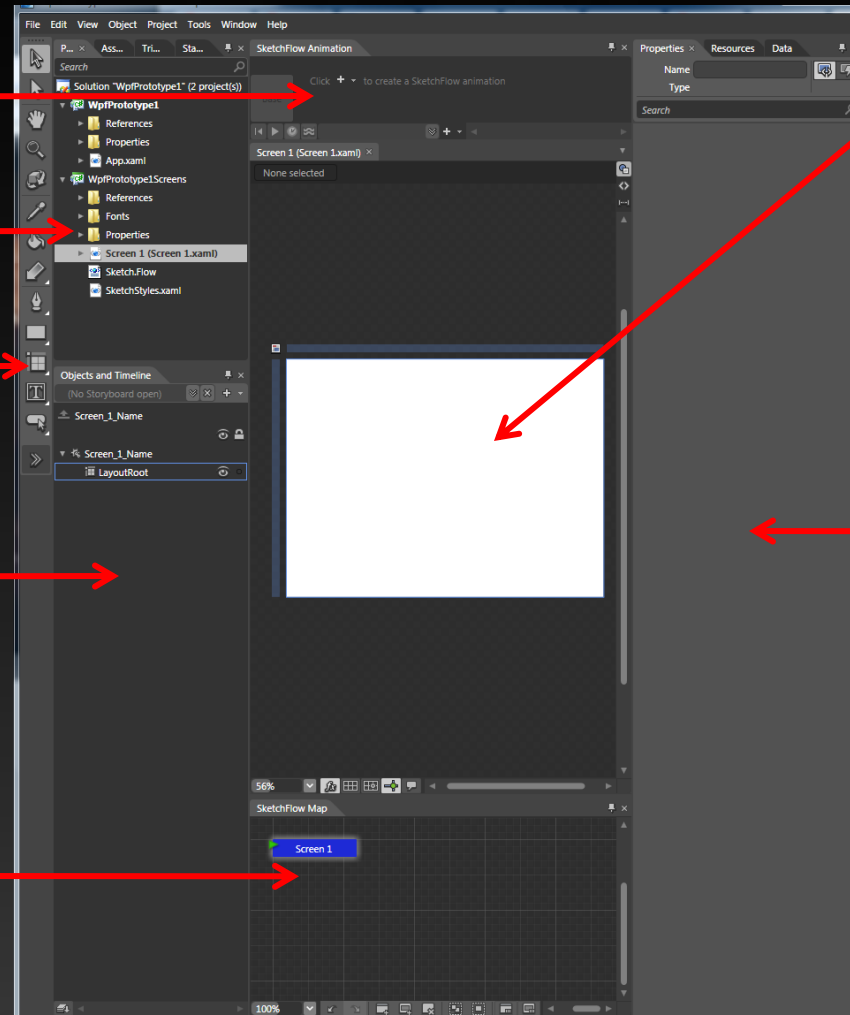 File Edit View Object Project Tools Window Help
P... Ass... Tri... Sta...
Search
Solution "WpfPrototype1" (2 project(s))
WpfPrototype1
References
Properties
App.xaml
WpfPrototype1Screens
References
Fonts
Properties
Screen 1 (Screen 1.xaml)
Sketch.Flow
SketchStyles.xaml
Objects and Timeline
(No Storyboard open)
Screen_1_Name
Screen_1_Name
LayoutRoot
SketchFlow Animation
Click + to create a SketchFlow animation
Screen 1 (Screen 1.xaml)
None selected
56%
SketchFlow Map
Screen 1
100%
Properties Resources Data
Name
Type
Search